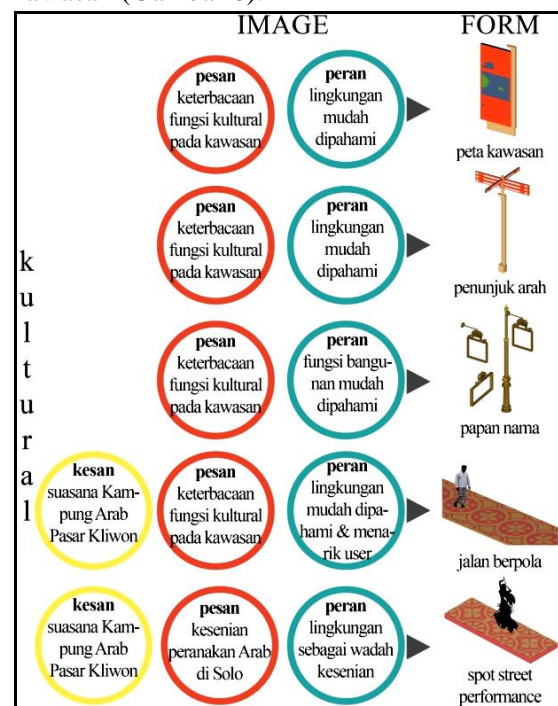 IMAGE FORM
pesan
keterbacaan
fungsi kultural
pada kawasan
peran
lingkungan
mudah
dipahami
peta kawasan
pesan
keterbacaan
fungsi kultural
pada kawasan
peran
lingkungan
mudah
dipahami
penunjuk arah
kultural
pesan
keterbacaan
fungsi kultural
pada kawasan
peran
fungsi bangu-
nan mudah
dipahami
papan nama
kesan
suasana Kam-
pung Arab
Pasar Kliwon
pesan
keterbacaan
fungsi kultural
pada kawasan
peran
lingkungan
mudah dipa-
hami & mena-
rik user
jalan berpola
kesan
suasana Kam-
pung Arab
Pasar Kliwon
pesan
kesenian
peranakan Arab
di Solo
peran
lingkungan
sebagai wadah
kesenian
spot street
performance